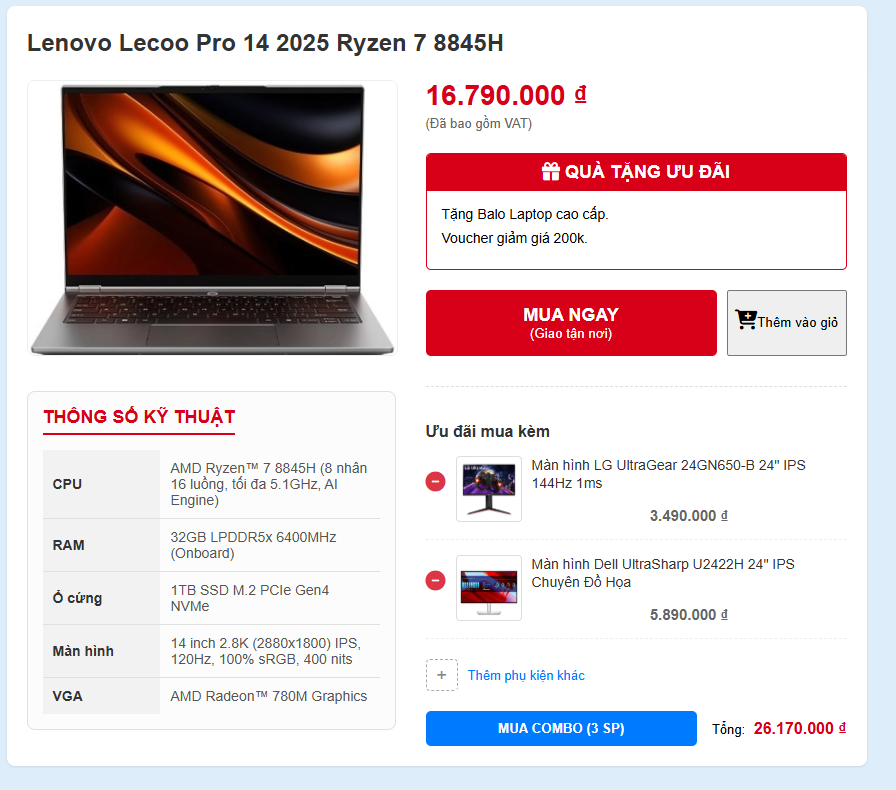 Lenovo Lecoo Pro 14 2025 Ryzen 7 8845H
16.790.000 ₫
(Đã bao gồm VAT)
QUÀ TẶNG ƯU ĐÃI
Tặng Balo Laptop cao cấp.
Voucher giảm giá 200k.
MUA NGAY
(Giao tận nơi)
Thêm vào giỏ
THÔNG SỐ KỸ THUẬT
CPU
AMD Ryzen™ 7 8845H (8 nhân
16 luồng, tối đa 5.1GHz, AI
Engine)
RAM
32GB LPDDR5x 6400MHz
(Onboard)
Ổ cứng
1TB SSD M.2 PCIe Gen4
NVMe
Màn hình
14 inch 2.8K (2880x1800) IPS,
120Hz, 100% sRGB, 400 nits
VGA
AMD Radeon™ 780M Graphics
Ưu đãi mua kèm
Màn hình LG UltraGear 24GN650-B 24" IPS
144Hz 1ms
3.490.000 ₫
Màn hình Dell UltraSharp U2422H 24" IPS
Chuyên Đồ Họa
5.890.000 ₫
+ Thêm phụ kiện khác
MUA COMBO (3 SP)
Tổng: 26.170.000 ₫